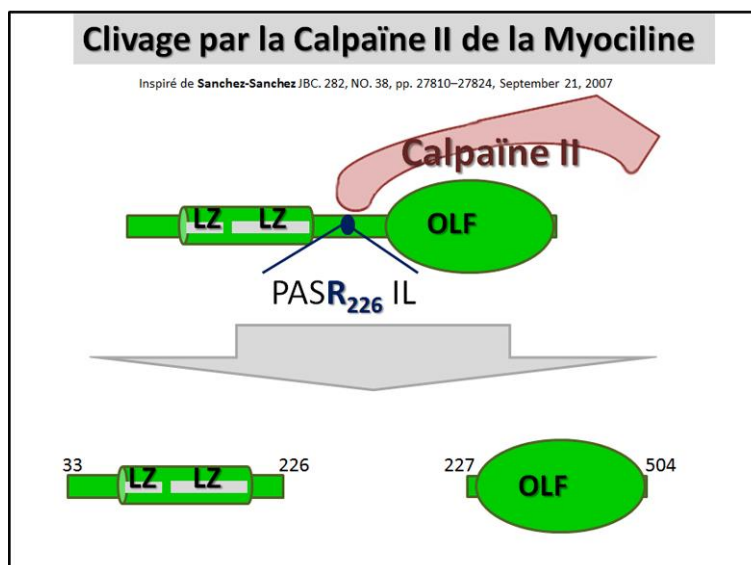 Clivage par la Calpaïne II de la Myociline
Inspiré de Sanchez-Sanchez JBC. 282, NO. 38, pp. 27810–27824, September 21, 2007
Calpaïne II
LZ LZ OLF
PASR226 IL
33 226 227 504
LZ LZ OLF